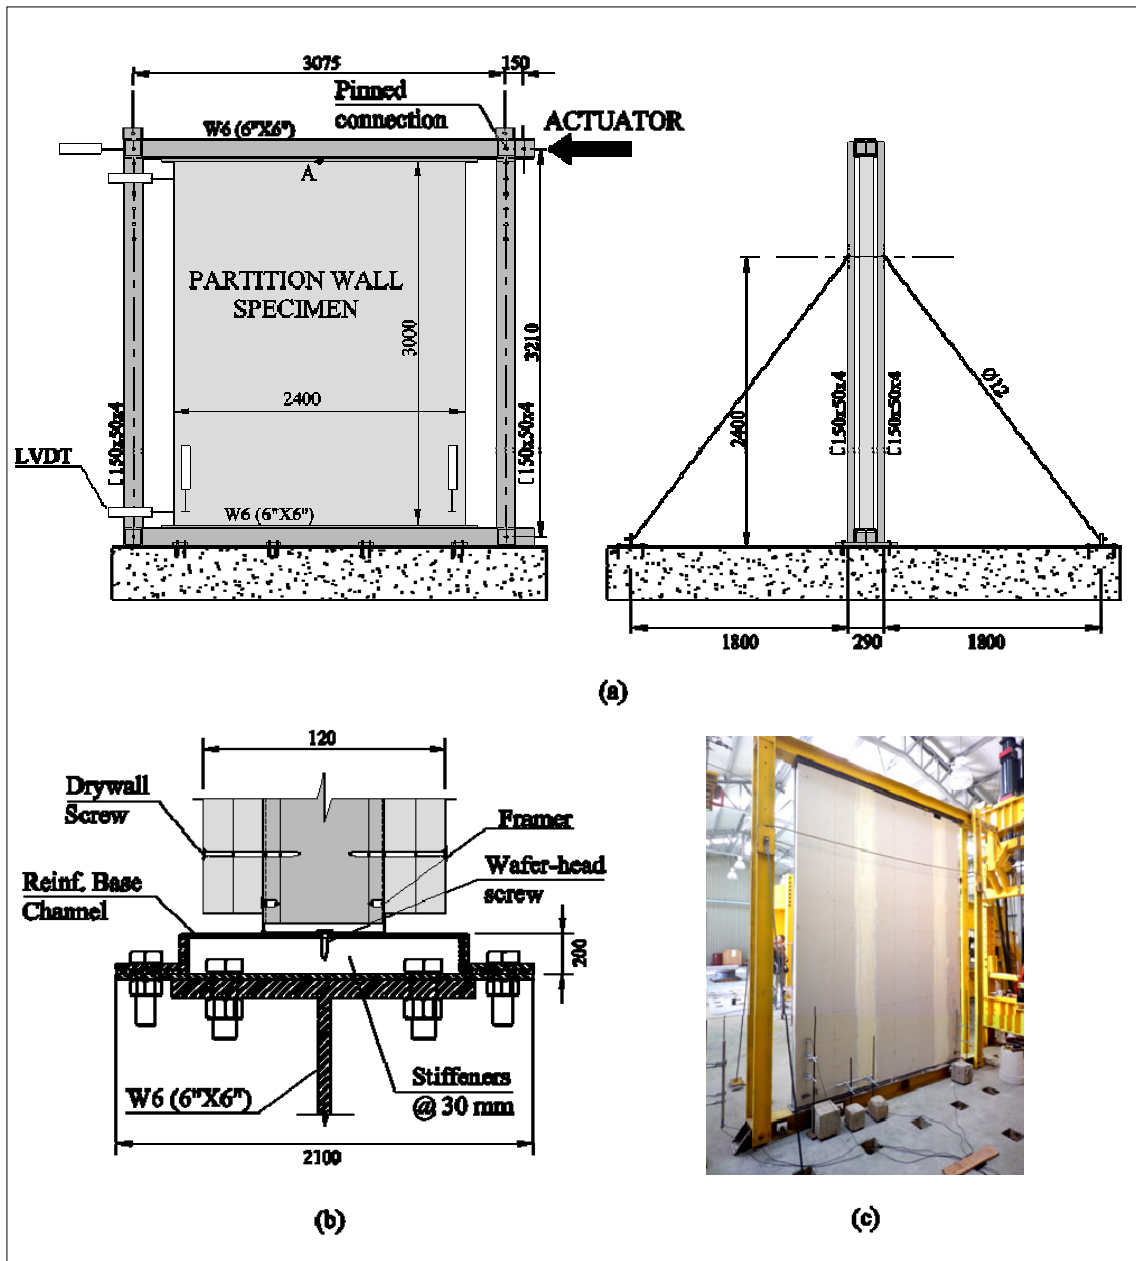 3075
150
Pinned
connection
W6 (6"X6")
ACTUATOR
A
PARTITION WALL
SPECIMEN
3000
3210
2400
[150x50x4
[150x50x4
LVDT
W6 (6"X6")
2400
[150x50x4
[150x50x4
Ø12
1800
290
1800
(a)
120
Drywall
Screw
Framer
Wafer-head
screw
Reinf. Base
Channel
200
W6 (6"X6")
Stiffeners
@ 30 mm
2100
(b)
(c)